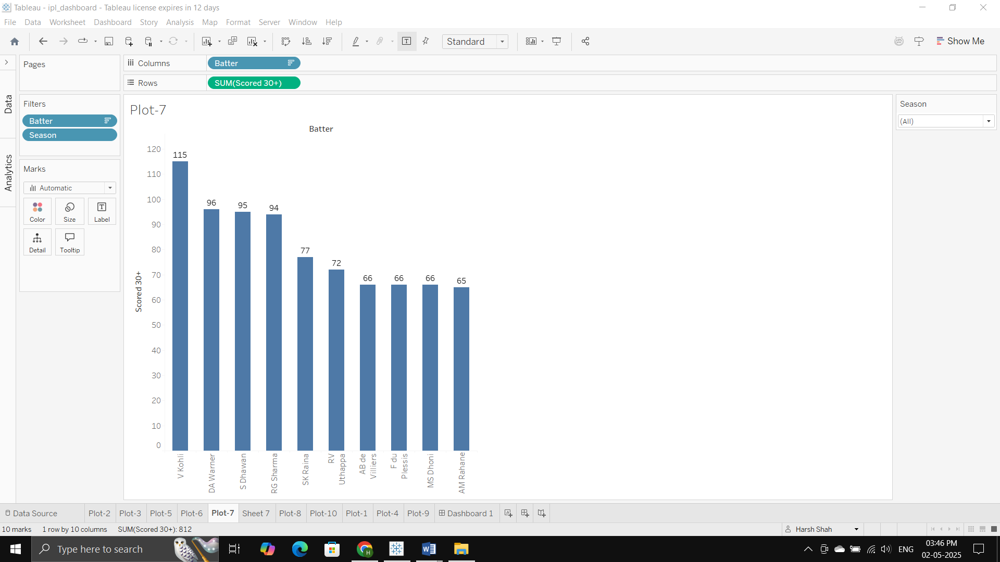 Tableau - ipl_dashboard - Tableau license expires in 12 days
File Data Worksheet Dashboard Story Analysis Map Format Server Window Help
Standard
Show Me
Pages
Columns
Batter
Rows
SUM(Scored 30+)
Data
Analytics
Filters
Batter
Season
Marks
Automatic
Color
Size
Label
Detail
Tooltip
Plot-7
Batter
Scored 30+
120
110
100
90
80
70
60
50
40
30
20
10
0
115
96
95
94
77
72
66
66
66
65
V Kohli
DA Warner
S Dhawan
RG Sharma
SK Raina
RV
Uthappa
AB de
Villiers
F du
Plessis
MS Dhoni
AM Rahane
Season
(All)
Data Source Plot-2 Plot-3 Plot-5 Plot-6 Plot-7 Sheet 7 Plot-8 Plot-10 Plot-1 Plot-4 Plot-9 Dashboard 1
10 marks 1 row by 10 columns SUM(Scored 30+): 812
Harsh Shah
Type here to search
H
W
ENG
03:46 PM
02-05-2025